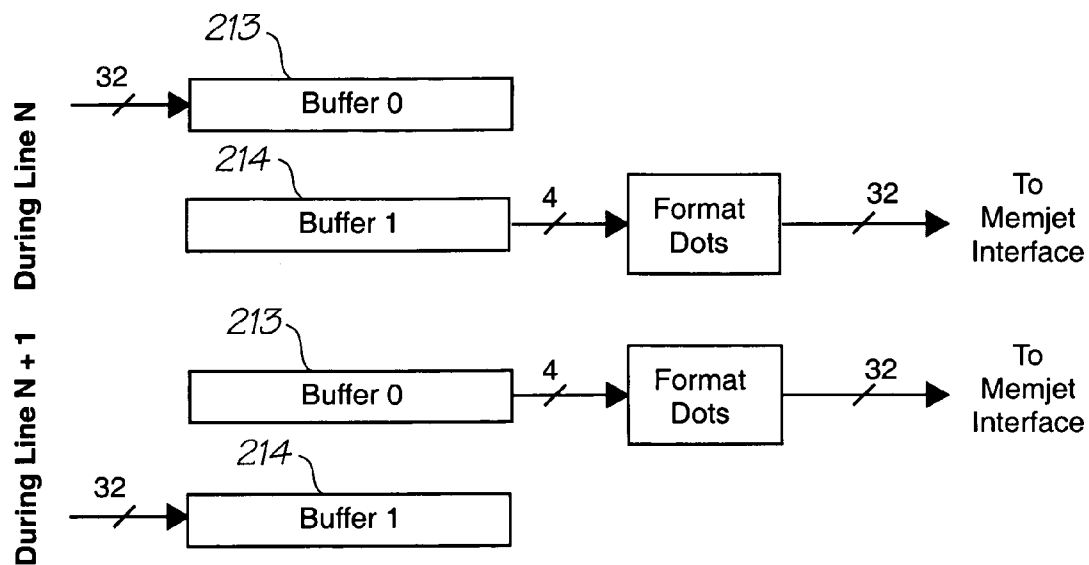 During Line N
213
32
Buffer 0
214
Buffer 1
4
Format
Dots
32
To
Memjet
Interface
During Line N + 1
213
Buffer 0
4
Format
Dots
32
To
Memjet
Interface
214
32
Buffer 1